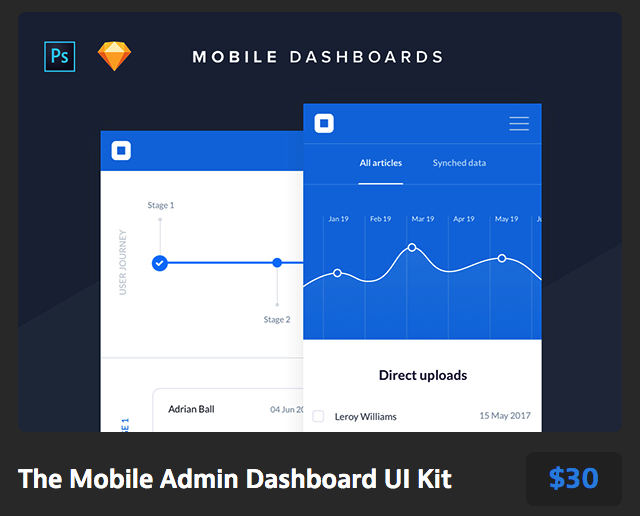 Ps
MOBILE DASHBOARDS
All articles
Synched data
Jan 19
Feb 19
Mar 19
Apr 19
May 19
Stage 1
USER JOURNEY
Stage 2
Direct uploads
Adrian Ball
04 Jun
Leroy Williams
15 May 2017
The Mobile Admin Dashboard UI Kit
$30